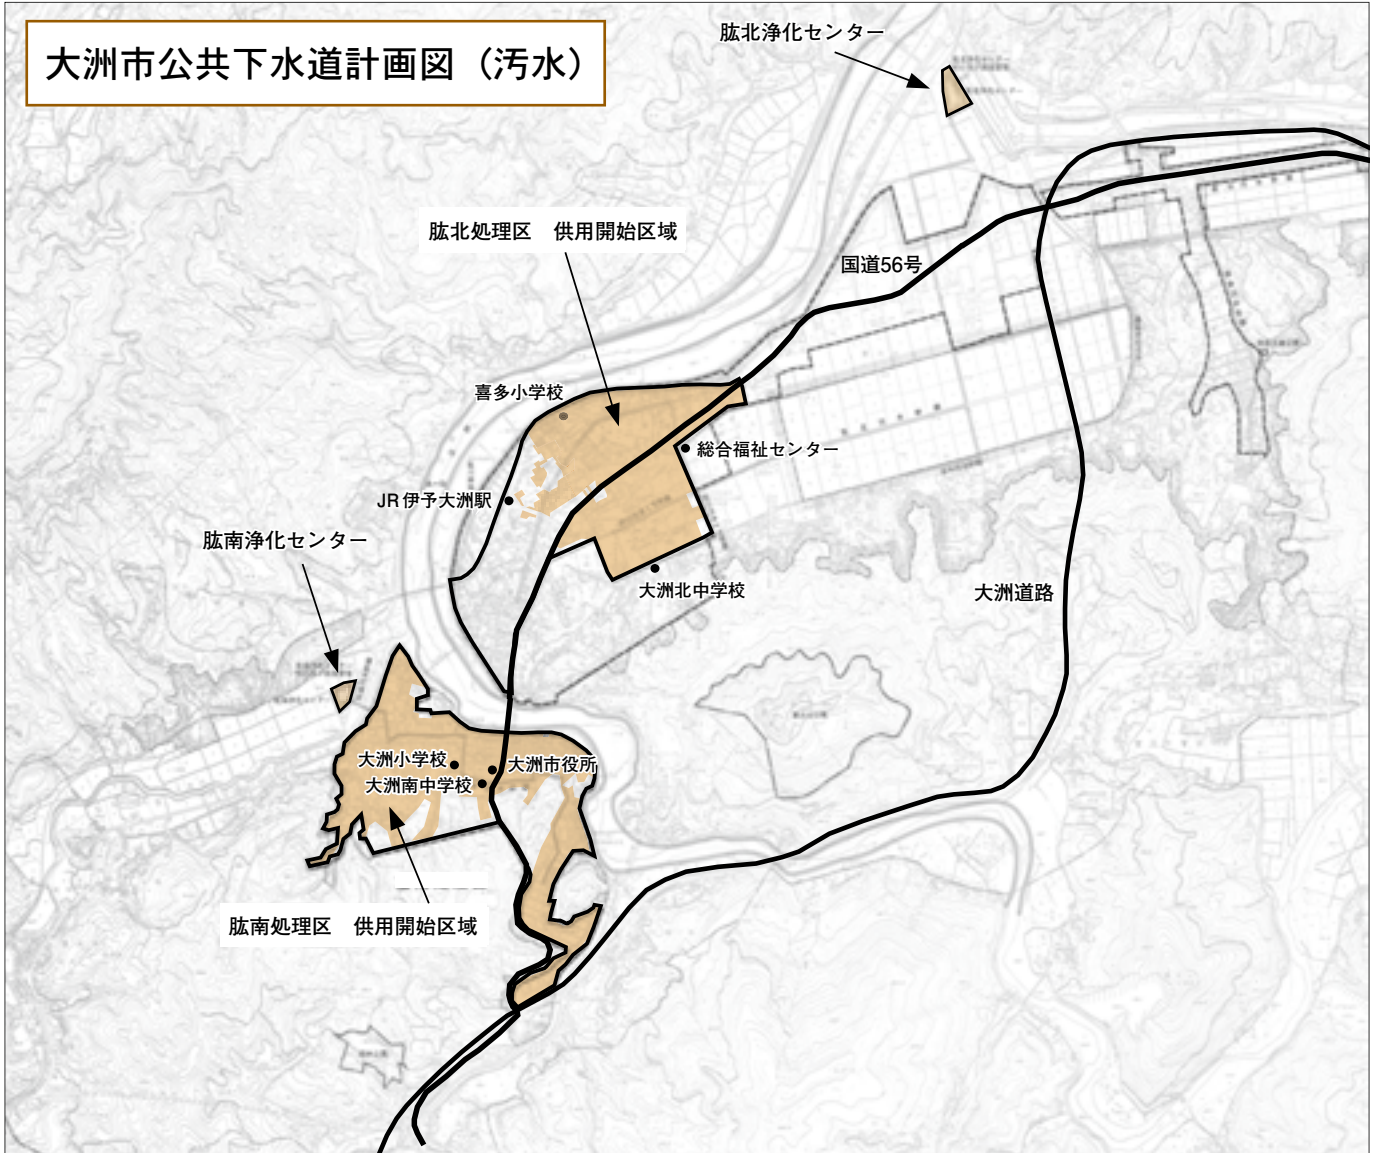 大洲市公共下水道計画図（汚水）
肱北浄化センター
肱北処理区　供用開始区域
国道56号
喜多小学校
総合福祉センター
JR伊予大洲駅
肱南浄化センター
大洲北中学校
大洲道路
大洲小学校
大洲市役所
大洲南中学校
肱南処理区　供用開始区域